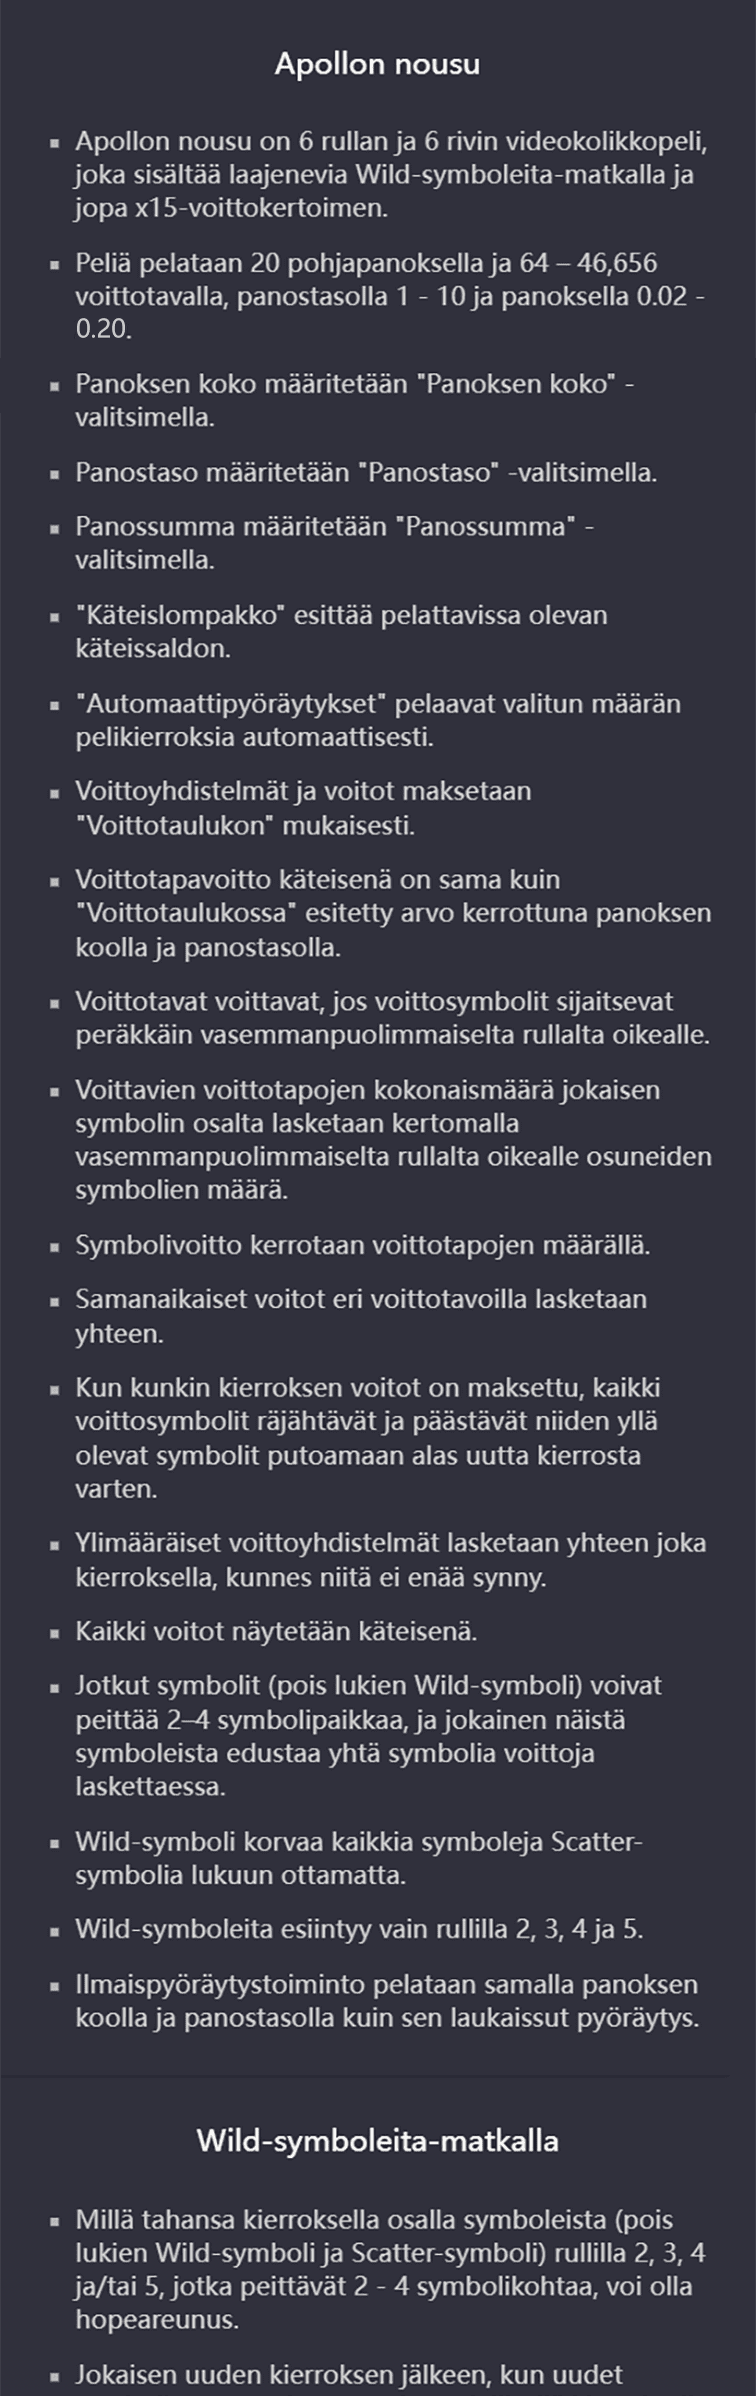 Apollon nousu
▪ Apollon nousu on 6 rullan ja 6 rivin videokolikkopeli,
joka sisältää laajenevia Wild-symboleita-matkalla ja
jopa x15-voittokertoimen.
▪ Peliä pelataan 20 pohjapanoksella ja 64 – 46,656
voittotavalla, panostasolla 1 - 10 ja panoksella 0.02 -
0.20.
▪ Panoksen koko määritetään "Panoksen koko" -
valitsimella.
▪ Panostaso määritetään "Panostaso" -valitsimella.
▪ Panossumma määritetään "Panossumma" -
valitsimella.
▪ "Käteislompakko" esittää pelattavissa olevan
käteissaldon.
▪ "Automaattipyöräytykset" pelaavat valitun määrän
pelikierroksia automaattisesti.
▪ Voittoyhdistelmät ja voitot maksetaan
"Voittotaulukon" mukaisesti.
▪ Voittotapavoitto käteisenä on sama kuin
"Voittotaulukossa" esitetty arvo kerrottuna panoksen
koolla ja panostasolla.
▪ Voittotavat voittavat, jos voittosymbolit sijaitsevat
peräkkäin vasemmanpuolimmaiselta rullalta oikealle.
▪ Voittavien voittotapojen kokonaismäärä jokaisen
symbolin osalta lasketaan kertomalla
vasemmanpuolimmaiselta rullalta oikealle osuneiden
symbolien määrä.
▪ Symbolivoitto kerrotaan voittotapojen määrällä.
▪ Samanaikaiset voitot eri voittotavoilla lasketaan
yhteen.
▪ Kun kunkin kierroksen voitot on maksettu, kaikki
voittosymbolit räjähtävät ja päästävät niiden yllä
olevat symbolit putoamaan alas uutta kierrosta
varten.
▪ Ylimääräiset voittoyhdistelmät lasketaan yhteen joka
kierroksella, kunnes niitä ei enää synny.
▪ Kaikki voitot näytetään käteisenä.
▪ Jotkut symbolit (pois lukien Wild-symboli) voivat
peittää 2–4 symbolipaikkaa, ja jokainen näistä
symboleista edustaa yhtä symbolia voittoja
laskettaessa.
▪ Wild-symboli korvaa kaikkia symboleja Scatter-
symbolia lukuun ottamatta.
▪ Wild-symboleita esiintyy vain rullilla 2, 3, 4 ja 5.
▪ Ilmaispyöräytystoiminto pelataan samalla panoksen
koolla ja panostasolla kuin sen laukaissut pyöräytys.
Wild-symboleita-matkalla
▪ Millä tahansa kierroksella osalla symboleista (pois
lukien Wild-symboli ja Scatter-symboli) rullilla 2, 3, 4
ja/tai 5, jotka peittävät 2 - 4 symbolikohtaa, voi olla
hopeareunus.
▪ Jokaisen uuden kierroksen jälkeen, kun uudet